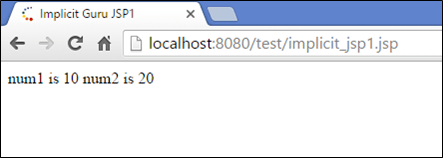 Implicit Guru JSP1
localhost:8080/test/implicit_jsp1.jsp
num1 is 10 num2 is 20